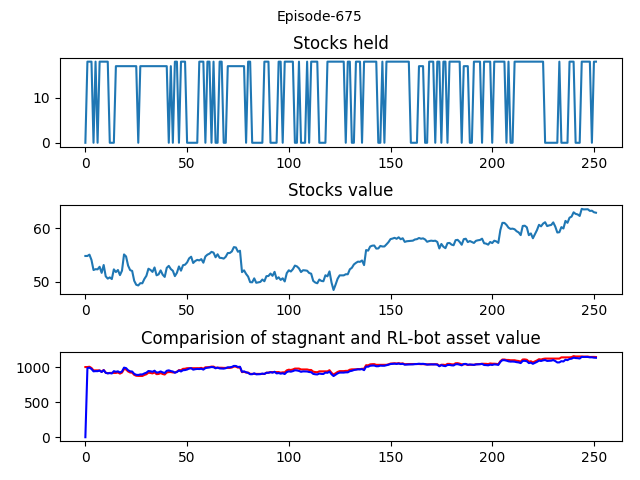 Episode-675
Stocks held
10
0
0 50 100 150 200 250
Stocks value
60
50
0 50 100 150 200 250
Comparision of stagnant and RL-bot asset value
1000
500
0
0 50 100 150 200 250